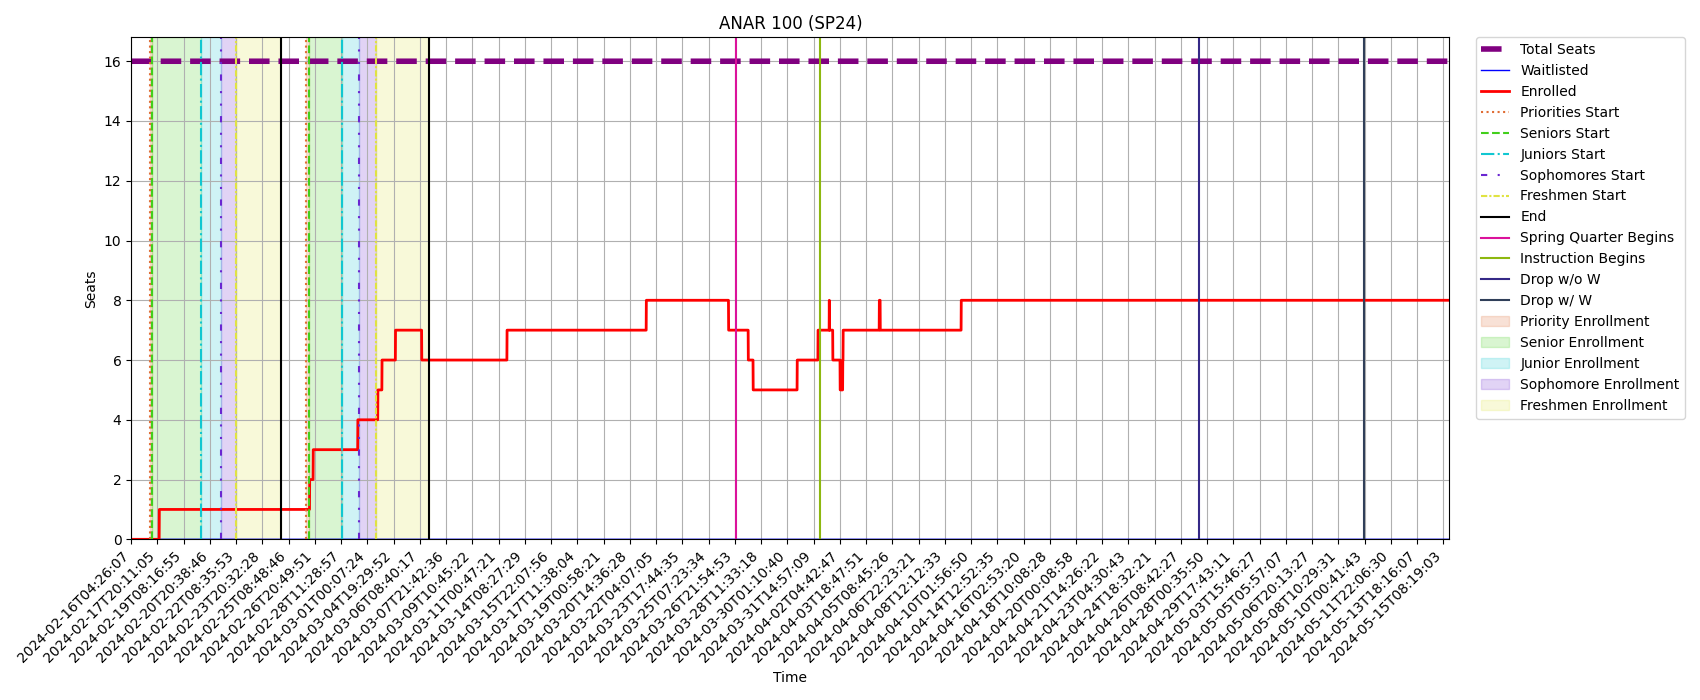 ANAR 100 (SP24)
Seats
16
14
12
10
8
6
4
2
0
2024-02-16T04:26:07
2024-02-17T20:11:05
2024-02-19T08:16:55
2024-02-20T20:38:46
2024-02-22T08:35:53
2024-02-23T20:32:28
2024-02-25T08:48:46
2024-02-26T20:49:51
2024-02-28T11:28:57
2024-03-01T00:07:24
2024-03-04T19:29:52
2024-03-06T08:40:17
2024-03-07T21:42:36
2024-03-11T00:47:21
2024-03-11T10:45:22
2024-03-14T08:27:29
2024-03-15T22:07:56
2024-03-17T11:38:04
2024-03-19T00:58:21
2024-03-20T14:36:28
2024-03-22T04:07:05
2024-03-23T17:44:35
2024-03-25T07:23:34
2024-03-26T21:54:53
2024-03-28T11:33:18
2024-03-30T01:10:40
2024-03-31T14:57:09
2024-04-02T04:42:47
2024-04-03T18:47:51
2024-04-05T08:45:26
2024-04-06T22:23:21
2024-04-08T12:12:33
2024-04-10T01:56:50
2024-04-14T12:52:35
2024-04-16T02:53:20
2024-04-18T10:08:28
2024-04-20T00:08:58
2024-04-21T14:26:22
2024-04-23T04:30:43
2024-04-24T18:32:21
2024-04-26T08:42:27
2024-04-28T00:35:50
2024-04-29T17:43:11
2024-05-03T15:46:27
2024-05-05T05:57:07
2024-05-06T20:13:27
2024-05-08T10:29:31
2024-05-10T00:41:43
2024-05-11T22:06:30
2024-05-13T18:16:07
2024-05-15T08:19:03
Time
Total Seats
Waitlisted
Enrolled
Priorities Start
Seniors Start
Juniors Start
Sophomores Start
Freshmen Start
End
Spring Quarter Begins
Instruction Begins
Drop w/o W
Drop w/ W
Priority Enrollment
Senior Enrollment
Junior Enrollment
Sophomore Enrollment
Freshmen Enrollment